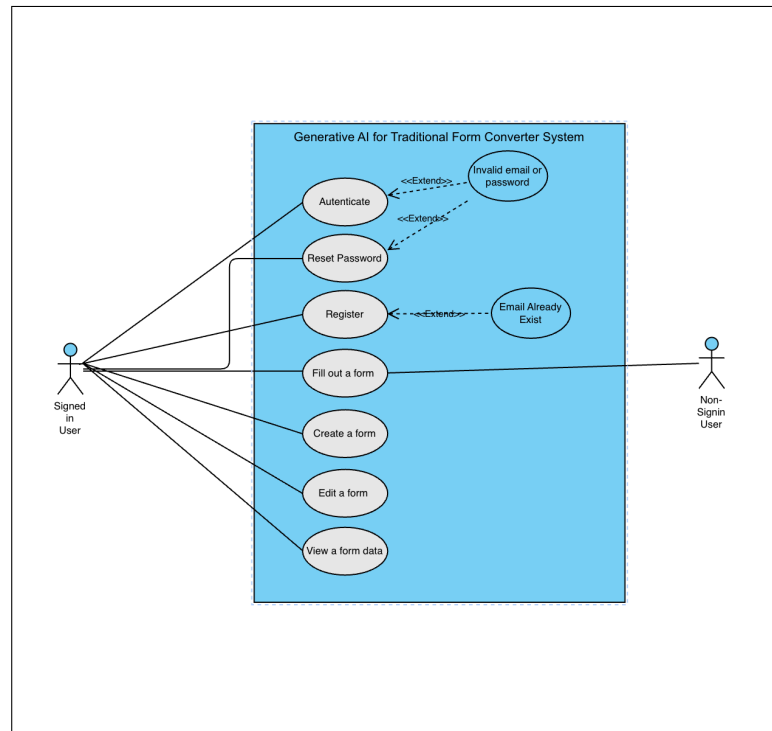 Generative AI for Traditional Form Converter System
Invalid email or
password
<<Extend>>
Autenticate
<<Extend>>
Reset Password
Email Already
Exist
<<Extend>>
Register
Fill out a form
Signed
in
User
Non-
Signin
User
Create a form
Edit a form
View a form data